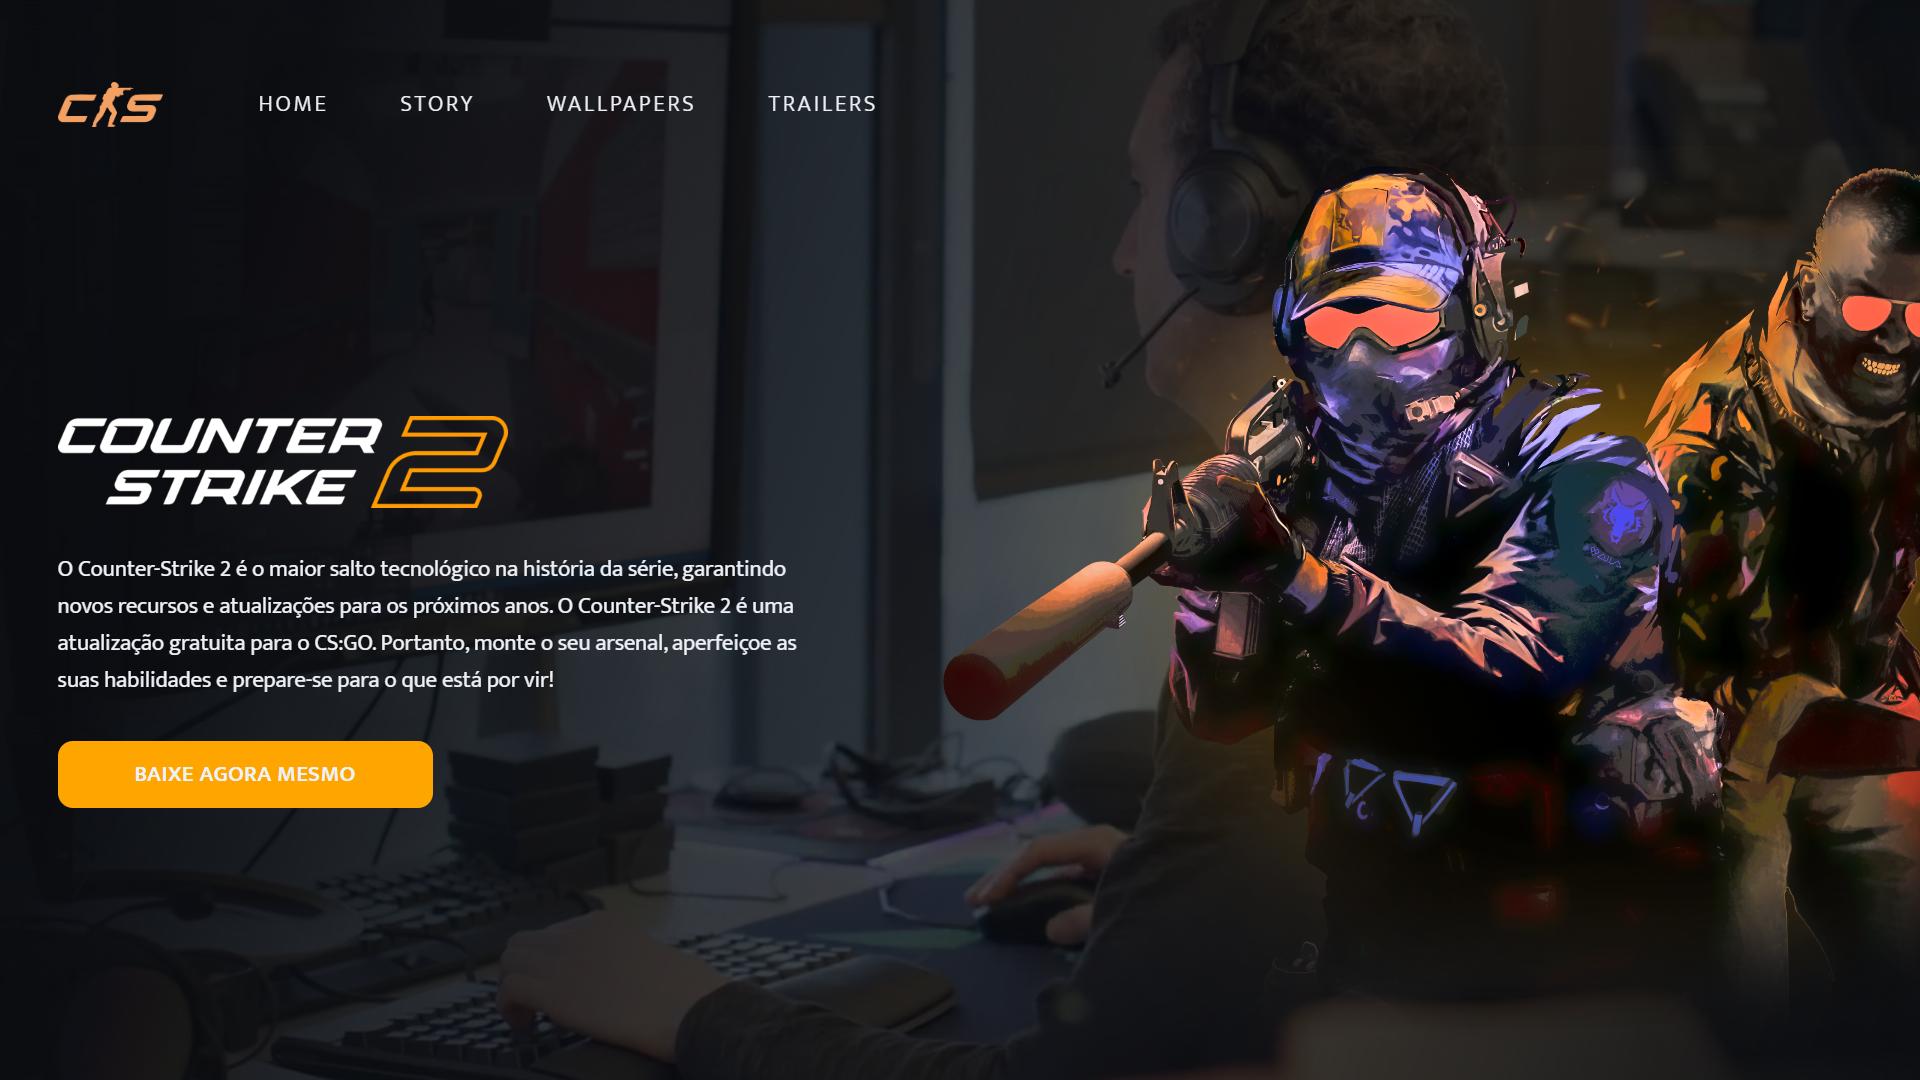 CS
HOME
STORY
WALLPAPERS
TRAILERS
COUNTER
STRIKE 2
O Counter-Strike 2 é o maior salto tecnológico na história da série, garantindo
novos recursos e atualizações para os próximos anos. O Counter-Strike 2 é uma
atualização gratuita para o CS:GO. Portanto, monte o seu arsenal, aperfeiçoe as
suas habilidades e prepare-se para o que está por vir!
BAIXE AGORA MESMO